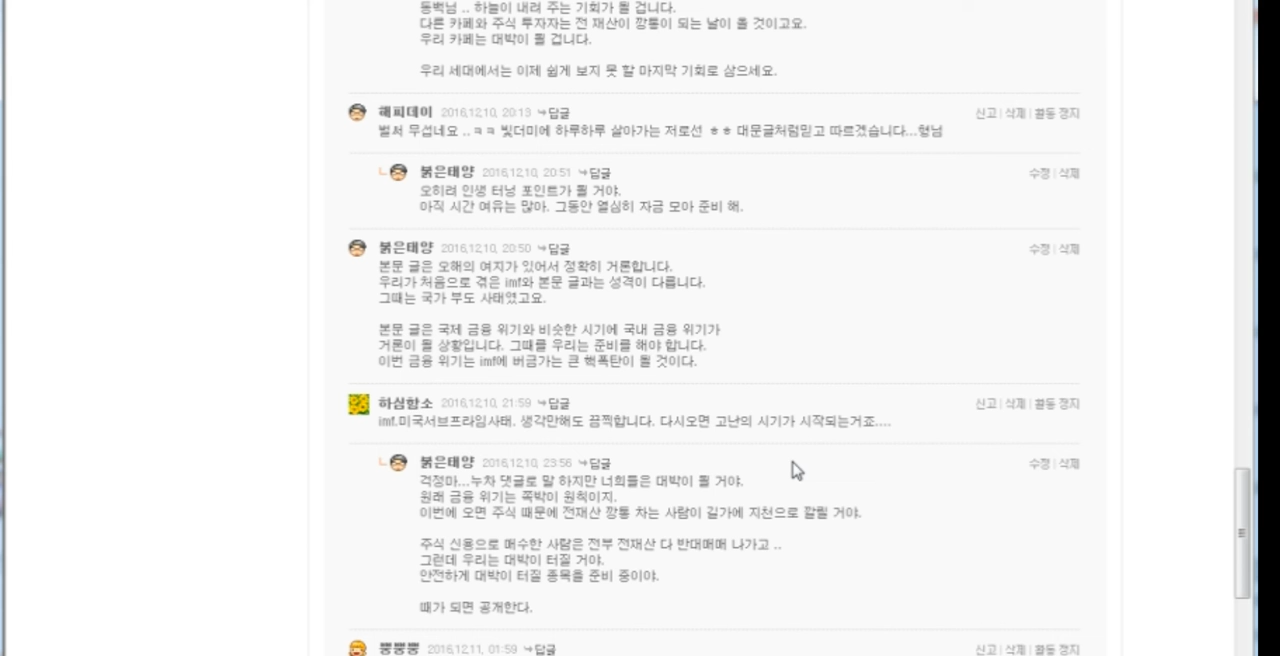 동백님 .. 하늘이 내려 주는 기회가 될 겁니다.
다른 카페와 주식 투자자는 전 재산이 깡통이 되는 날이 올 것이고요.
우리 카페는 대박이 될 겁니다.
우리 세대에서는 이제 쉽게 보지 못 할 마지막 기회로 삼으세요.
해피데이 2016.12.10. 20:13 답글 신고 | 삭제 | 활동 정지
벌써 무섭네요 ..ㅋㅋ 빛더미에 하루하루 살아가는 저로선 ㅎㅎ 대문글처럼믿고 따르겠습니다...형님
붉은태양 2016.12.10. 20:51 답글 수정 | 삭제
오히려 인생 터닝 포인트가 될 거야.
아직 시간 여유는 많아. 그동안 열심히 자금 모아 준비 해.
붉은태양 2016.12.10. 20:50 답글 수정 | 삭제
본문 글은 오해의 여지가 있어서 정확히 거론합니다.
우리가 처음으로 겪은 imf와 본문 글과는 성격이 다릅니다.
그때는 국가 부도 사태였고요.
본문 글은 국제 금융 위기와 비슷한 시기에 국내 금융 위기가
거론이 될 상황입니다. 그때를 우리는 준비를 해야 합니다.
이번 금융 위기는 imf에 버금가는 큰 핵폭탄이 될 것이다.
하심함소 2016.12.10. 21:59 답글 신고 | 삭제 | 활동 정지
imf.미국서브프라임사태. 생각만해도 끔찍합니다. 다시오면 고난의 시기가 시작되는거죠....
붉은태양 2016.12.10. 23:56 답글 수정 | 삭제
걱정마...누차 댓글로 말 하지만 너희들은 대박이 될 거야.
원래 금융 위기는 쪽박이 원칙이지.
이번에 오면 주식 때문에 전재산 깡통 차는 사람이 길가에 지천으로 깔릴 거야.
주식 신용으로 매수한 사람은 전부 전재산 다 반대매매 나가고 ..
그런데 우리는 대박이 터질 거야.
안전하게 대박이 터질 종목을 준비 중이야.
때가 되면 공개한다.
뿡뿡뿡 2016.12.11. 01:59 답글 신고 | 삭제 | 활동 정지